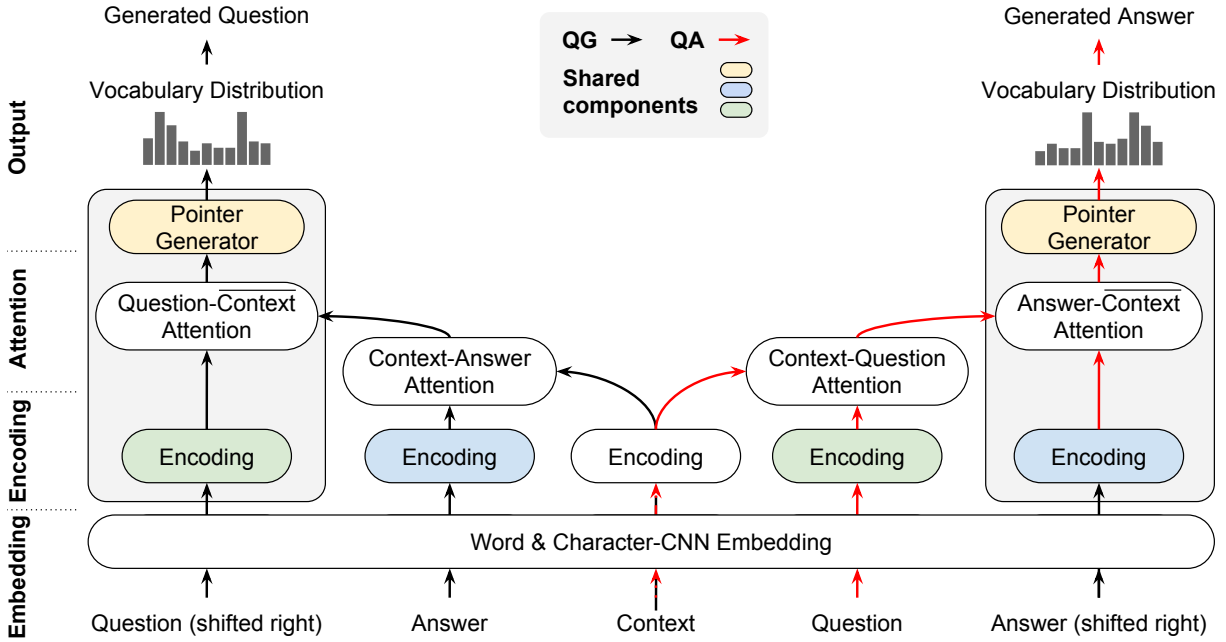 Generated Question
Generated Answer
QG
QA
Shared
components
Vocabulary Distribution
Vocabulary Distribution
Output
Pointer
Generator
Pointer
Generator
Attention
Question-Context
Attention
Answer-Context
Attention
Context-Answer
Attention
Context-Question
Attention
Encoding
Encoding
Encoding
Encoding
Encoding
Encoding
Embedding
Word & Character-CNN Embedding
Question (shifted right)
Answer
Context
Question
Answer (shifted right)